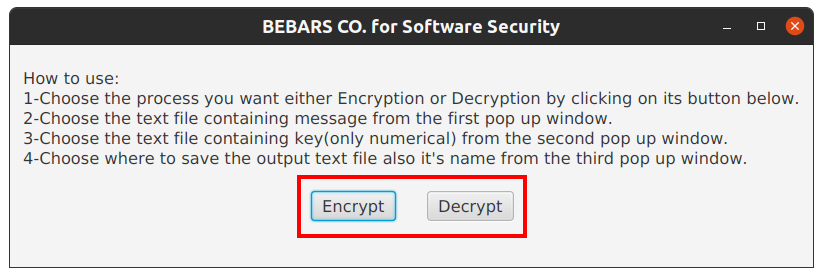 BEBARS CO. for Software Security
How to use:
1-Choose the process you want either Encryption or Decryption by clicking on its button below.
2-Choose the text file containing message from the first pop up window.
3-Choose the text file containing key(only numerical) from the second pop up window.
4-Choose where to save the output text file also it's name from the third pop up window.
Encrypt Decrypt